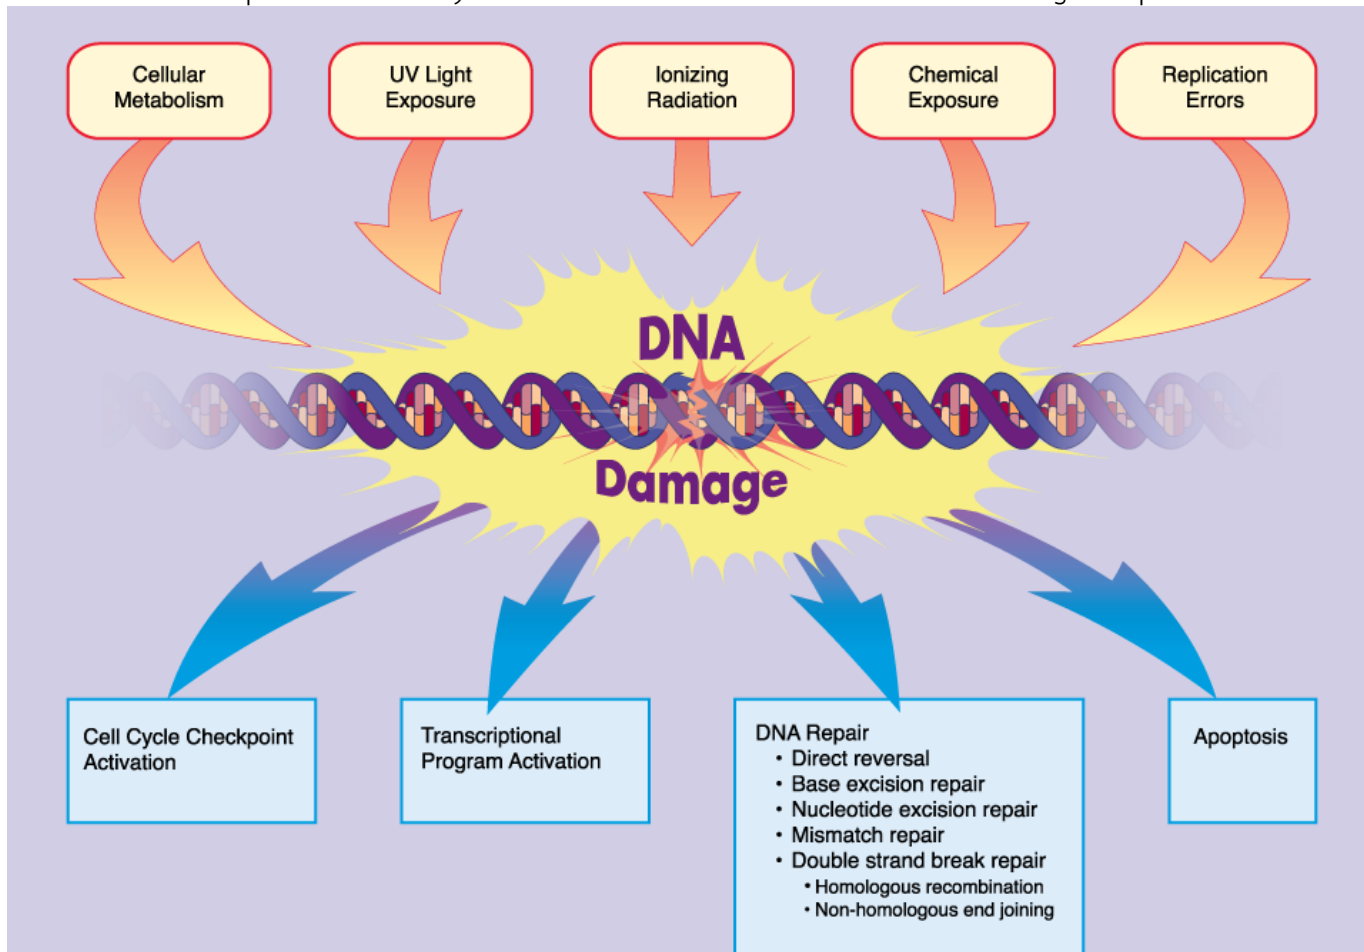 Cellular
Metabolism
UV Light
Exposure
Ionizing
Radiation
Chemical
Exposure
Replication
Errors
DNA
Damage
Cell Cycle Checkpoint
Activation
Transcriptional
Program Activation
DNA Repair
• Direct reversal
• Base excision repair
• Nucleotide excision repair
• Mismatch repair
• Double strand break repair
• Homologous recombination
• Non-homologous end joining
Apoptosis